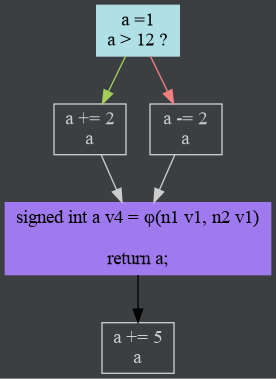 a =1
a > 12 ?
a += 2
a
a -= 2
a
signed int a v4 = φ(n1 v1, n2 v1)
return a;
a += 5
a